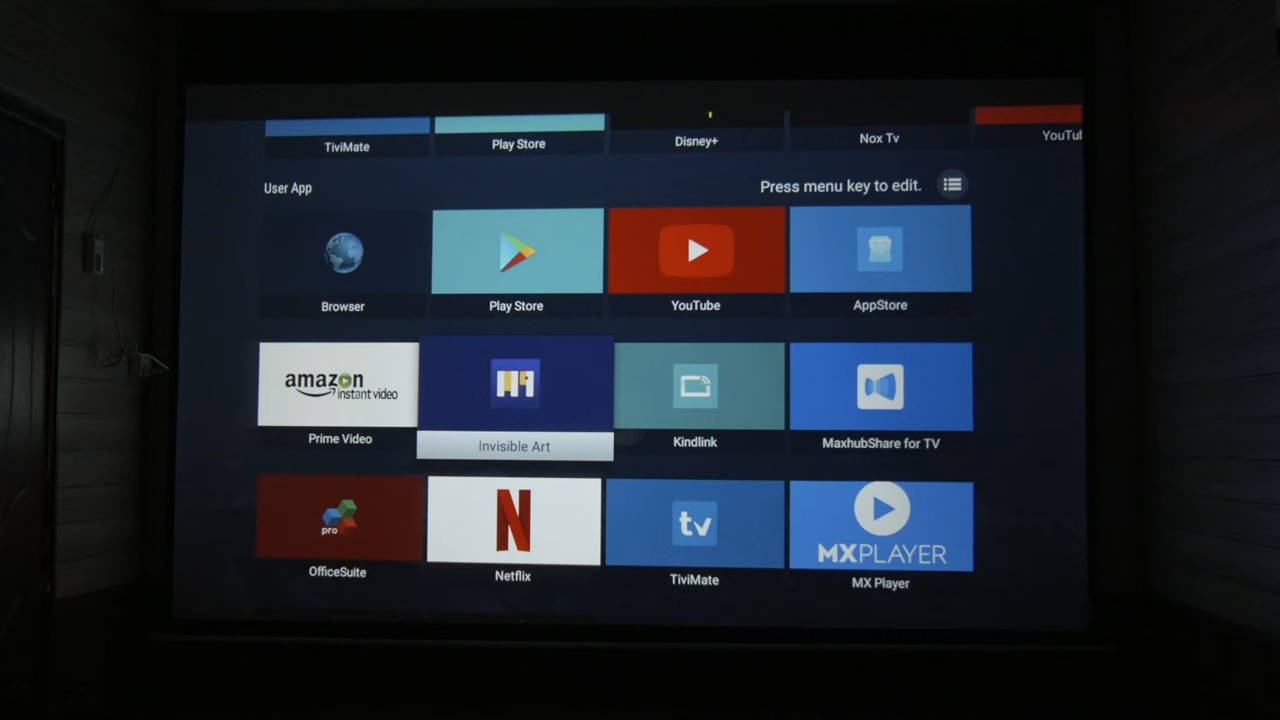 TiviMate
Play Store
Disney+
Nox Tv
YouTu
User App
Press menu key to edit.
Browser
Play Store
YouTube
AppStore
amazon
instant video
Prime Video
Invisible Art
Kindlink
MaxhubShare for TV
pro
OfficeSuite
N
Netflix
tv
TiviMate
MXPLAYER
MX Player